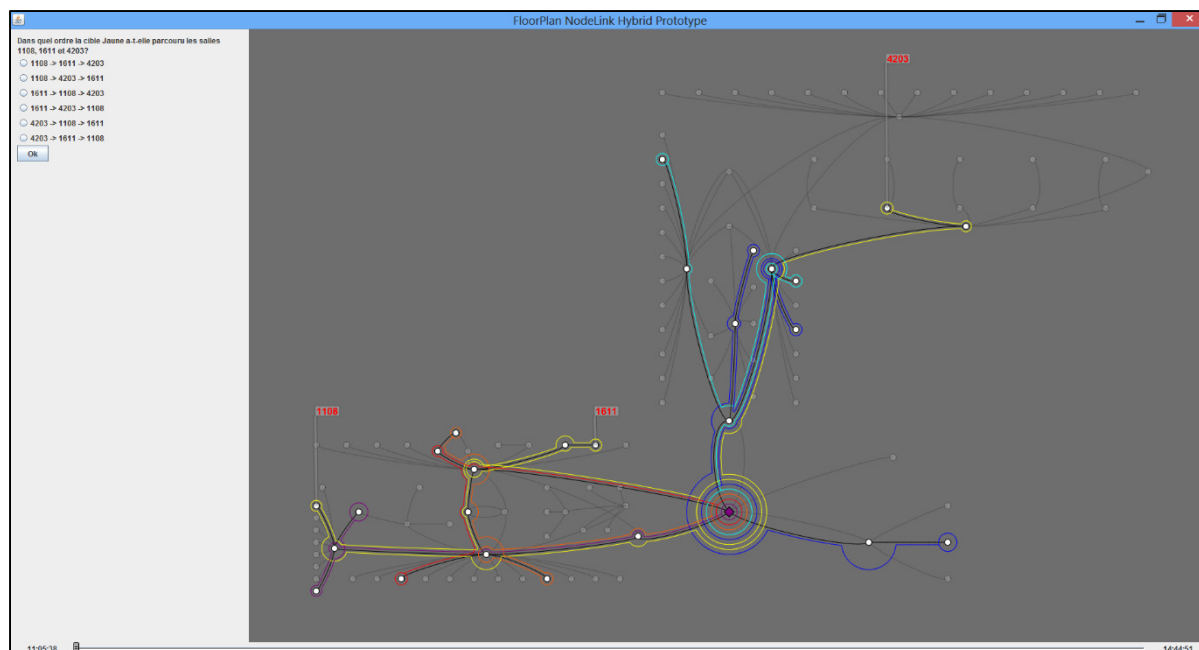 FloorPlan NodeLink Hybrid Prototype
Dans quel ordre la cible Jaune a-t-elle parcouru les salles
1108, 1611 et 4203?
1108 -> 1611 -> 4203
1108 -> 4203 -> 1611
1611 -> 1108 -> 4203
1611 -> 4203 -> 1108
4203 -> 1108 -> 1611
4203 -> 1611 -> 1108
Ok
4203
1108
1611
11:05:38
14:44:51